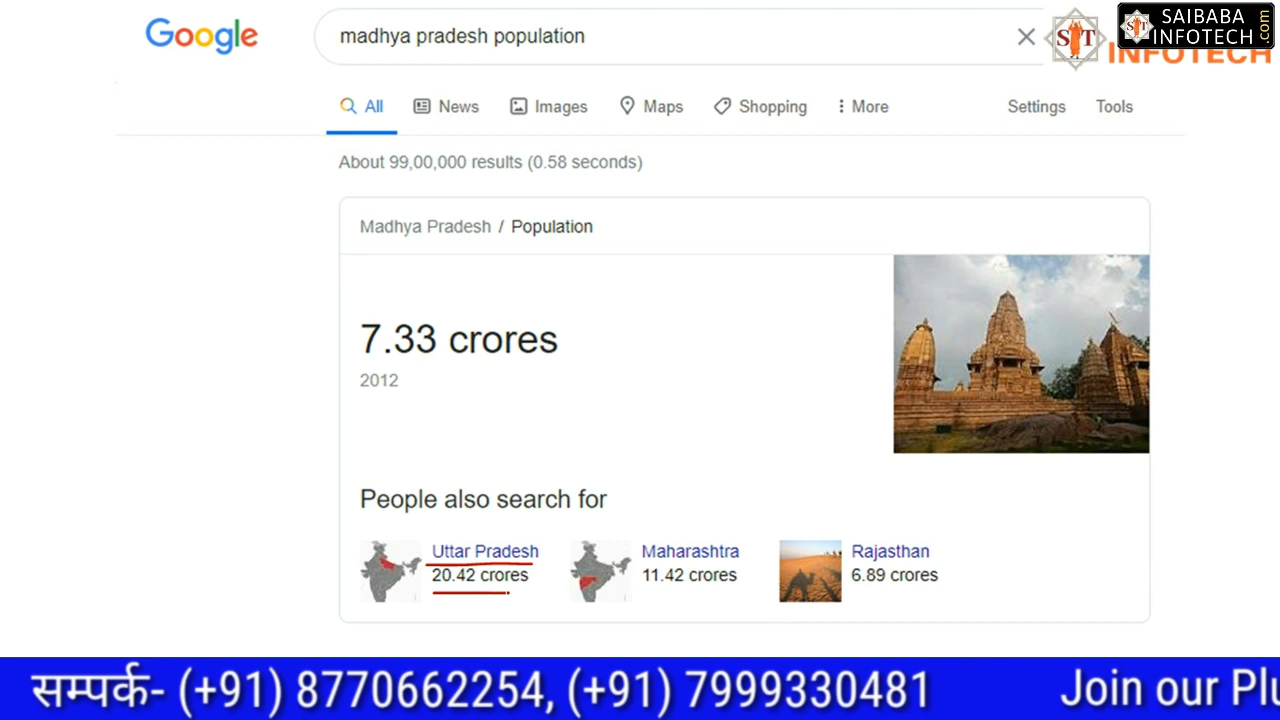 Google
madhya pradesh population
SIT
SAIBABA
INFOTECH.com
INFOTECH
All News Images Maps Shopping More Settings Tools
About 99,00,000 results (0.58 seconds)
Madhya Pradesh / Population
7.33 crores
2012
People also search for
Uttar Pradesh
20.42 crores
Maharashtra
11.42 crores
Rajasthan
6.89 crores
सम्पर्क- (+91) 8770662254, (+91) 7999330481 Join our Plu